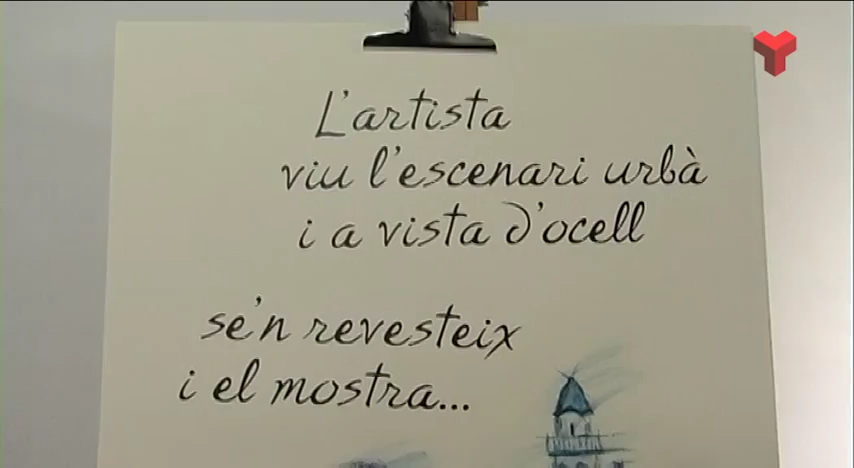 L'artista
viu l'escenari urbà
i a vista d'ocell
se'n revesteix
i el mostra...